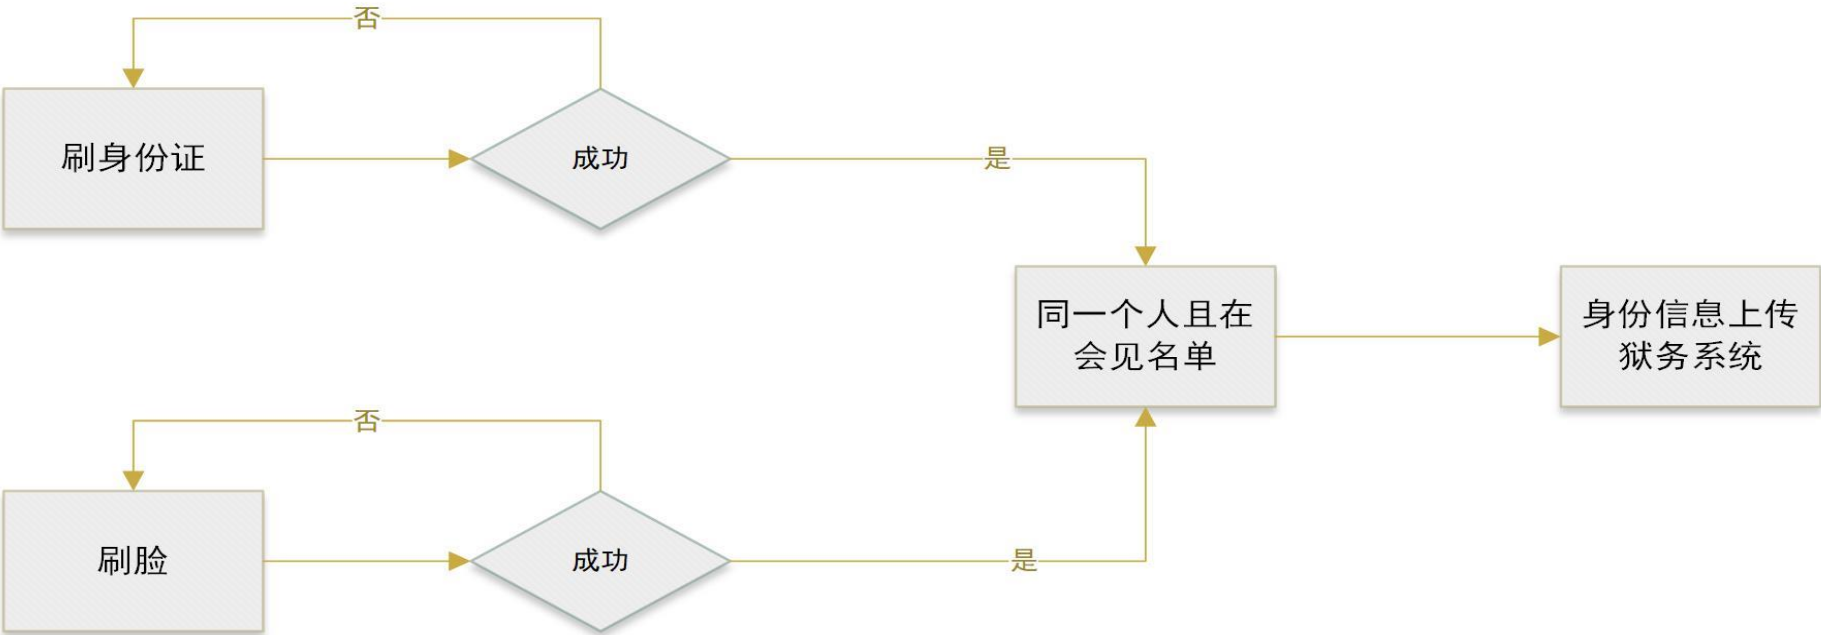 否
刷身份证
成功
是
同一个人且在
会见名单
身份信息上传
狱务系统
否
刷脸
成功
是